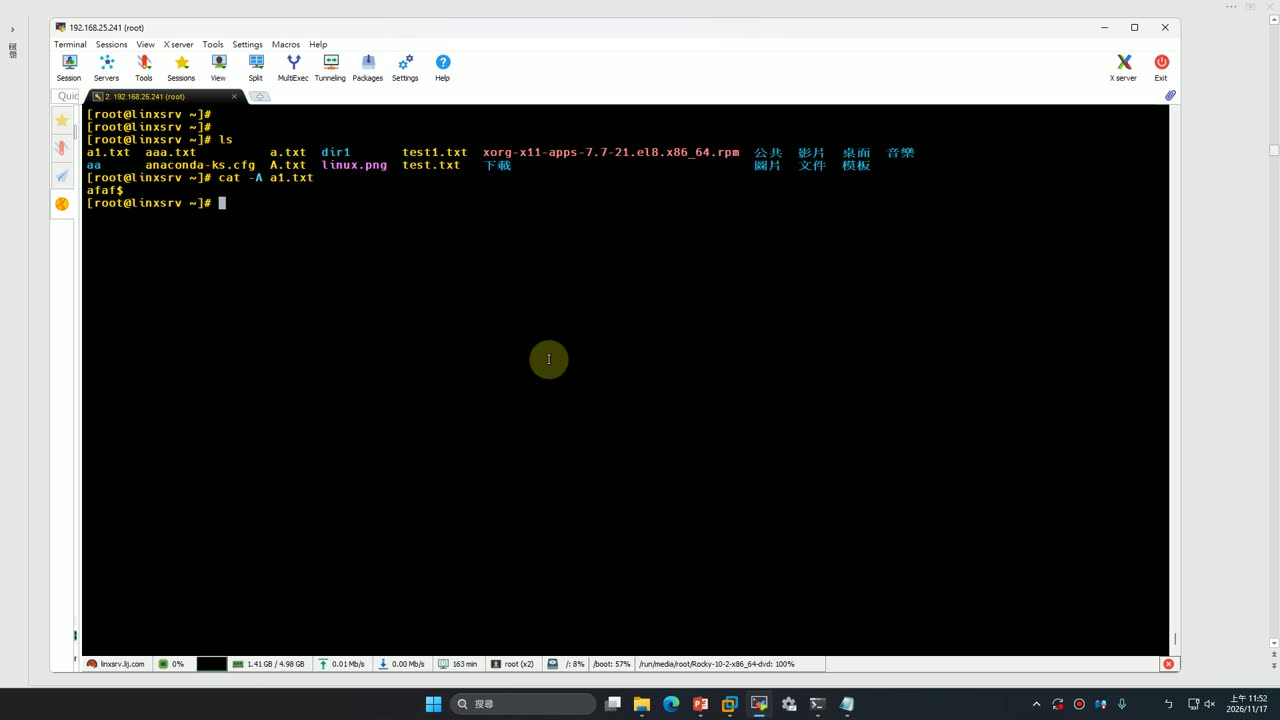 192.168.25.241 (root)
Terminal Sessions View X server Tools Settings Macros Help
Session Servers Tools Sessions View Split MultiExec Tunneling Packages Settings Help X server Exit
Quic 2. 192.168.25.241 (root)
[root@linxsrv ~]#
[root@linxsrv ~]#
[root@linxsrv ~]# ls
a1.txt aaa.txt a.txt dir1 test1.txt xorg-x11-apps-7.7-21.el8.x86_64.rpm 公共 影片 桌面 音樂
aa anaconda-ks.cfg A.txt linux.png test.txt 下載 圖片 文件 模板
[root@linxsrv ~]# cat -A a1.txt
afaf$
[root@linxsrv ~]#
linxsrv.lij.com 0% 1.41 GB / 4.98 GB 0.01 Mb/s 0.00 Mb/s 163 min root (x2) /: 8% /boot: 57% /run/media/root/Rocky-10-2-x86_64-dvd: 100%
搜尋
上午 11:52
2026/11/17